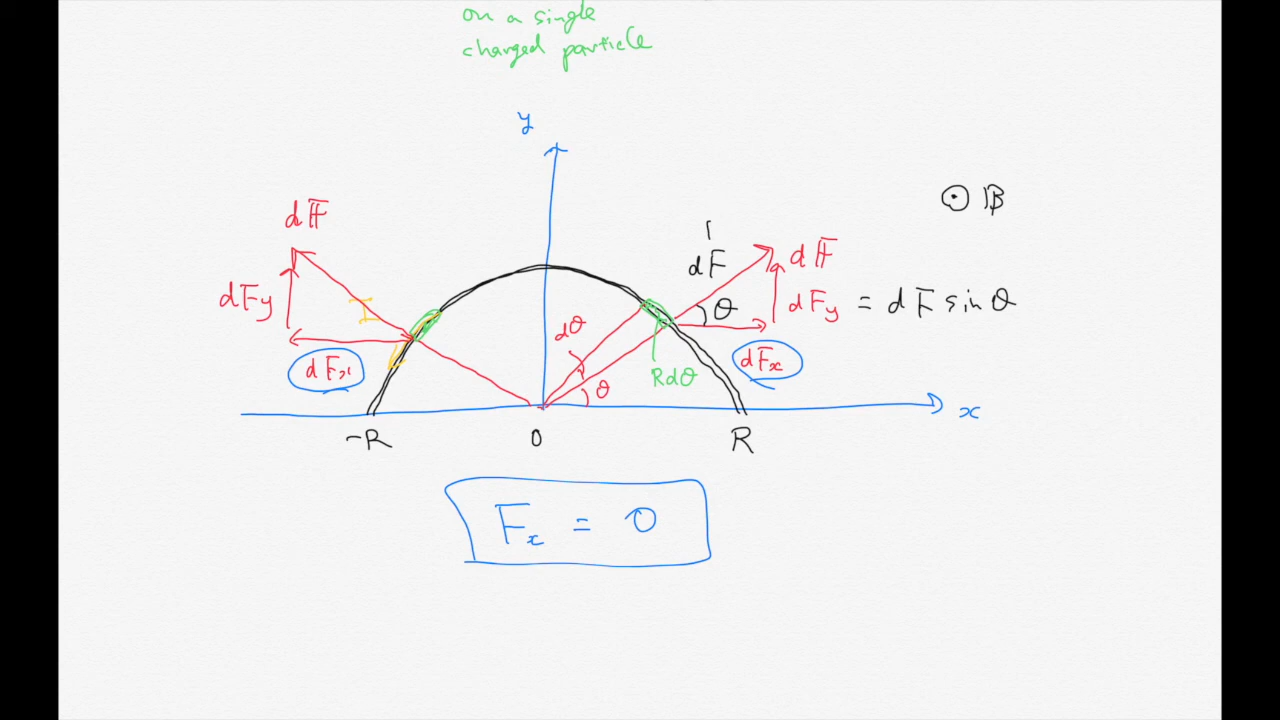 on a single
charged particle
y
dF
⊙ B
dF
dF
dFy
I
θ
dFy = dF sin θ
dθ
dFx
θ
Rdθ
dFx
x
-R
0
R
Fx = 0